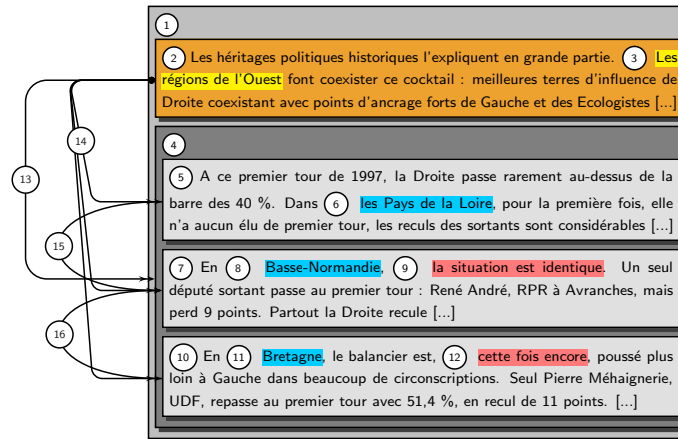 1
2 Les héritages politiques historiques l'expliquent en grande partie. 3 Les
régions de l'Ouest font coexister ce cocktail : meilleures terres d'influence de
Droite coexistant avec points d'ancrage forts de Gauche et des Ecologistes [...]
14
4
13
5 A ce premier tour de 1997, la Droite passe rarement au-dessus de la
barre des 40 %. Dans 6 les Pays de la Loire, pour la première fois, elle
n'a aucun élu de premier tour, les reculs des sortants sont considérables [...]
15
7 En 8 Basse-Normandie, 9 la situation est identique. Un seul
député sortant passe au premier tour : René André, RPR à Avranches, mais
perd 9 points. Partout la Droite recule [...]
16
10 En 11 Bretagne, le balancier est, 12 cette fois encore, poussé plus
loin à Gauche dans beaucoup de circonscriptions. Seul Pierre Méhaignerie,
UDF, repasse au premier tour avec 51,4 %, en recul de 11 points. [...]